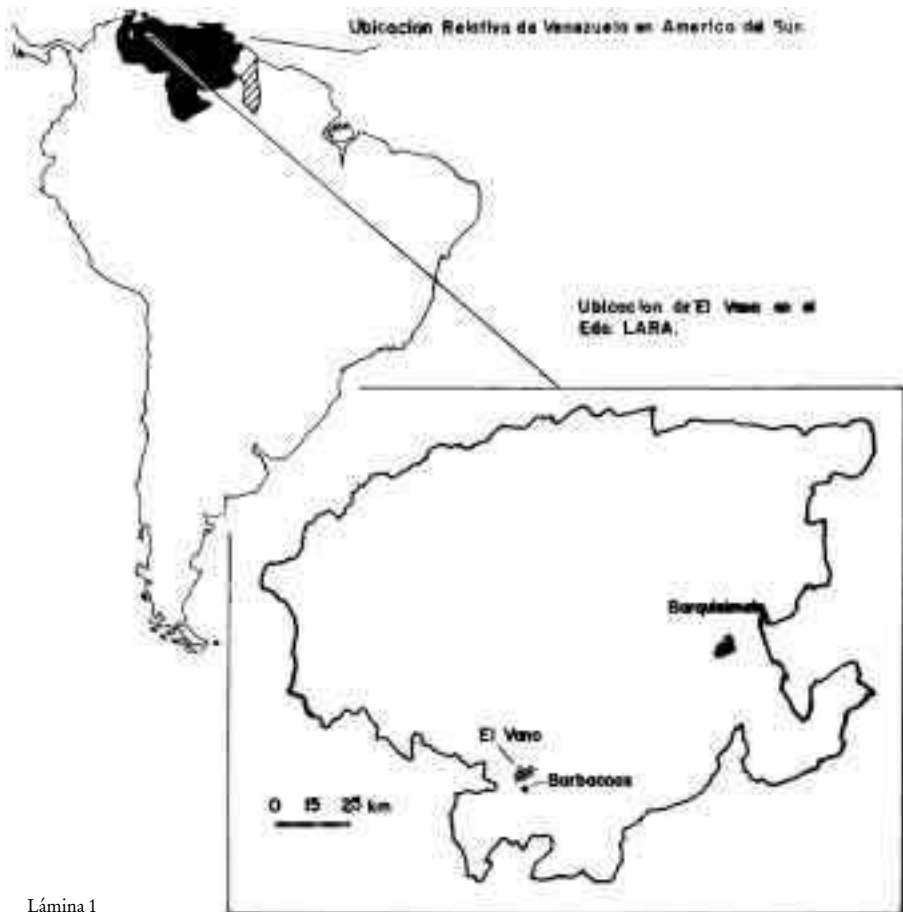 Ubicacion Relativa de Venezuela en America del Sur.
Ubicacion de El Vano en el
Edo. LARA.
Barquisimeto
El Vano
Barbacoas
0 15 25 km
Lámina 1